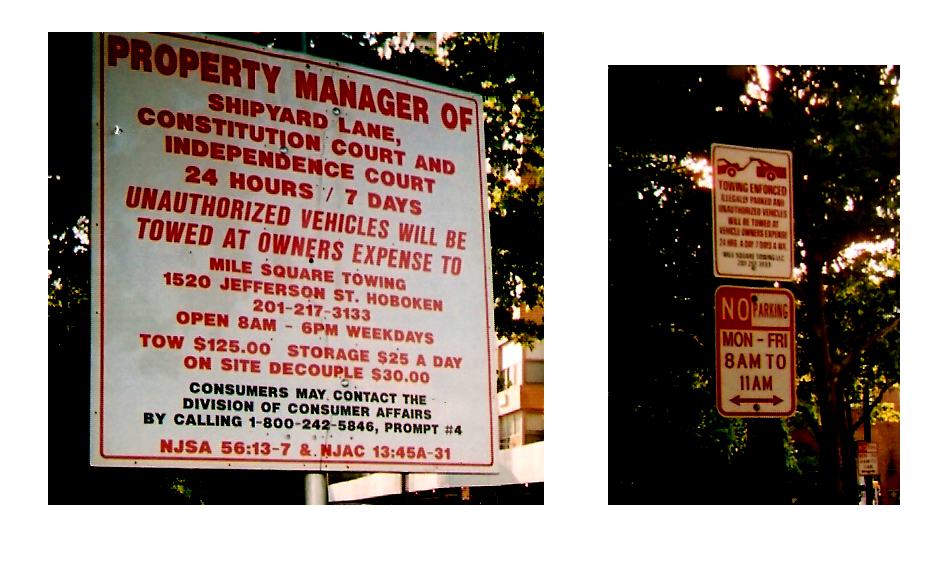 PROPERTY MANAGER OF
SHIPYARD LANE,
CONSTITUTION COURT AND
INDEPENDENCE COURT
24 HOURS / 7 DAYS
UNAUTHORIZED VEHICLES WILL BE
TOWED AT OWNERS EXPENSE TO
MILE SQUARE TOWING
1520 JEFFERSON ST. HOBOKEN
201-217-3133
OPEN 8AM - 6PM WEEKDAYS
TOW $125.00 STORAGE $25 A DAY
ON SITE DECOUPLE $30.00
CONSUMERS MAY CONTACT THE
DIVISION OF CONSUMER AFFAIRS
BY CALLING 1-800-242-5846, PROMPT #4
NJSA 56:13-7 & NJAC 13:45A-31
TOWING ENFORCED
ILLEGALLY PARKED AND
UNAUTHORIZED VEHICLES
WILL BE TOWED AT
VEHICLE OWNERS EXPENSE
24 HRS. A DAY 7 DAYS A WK.
MILE SQUARE TOWING LLC
201-217-3133
NO PARKING
MON - FRI
8AM TO
11AM